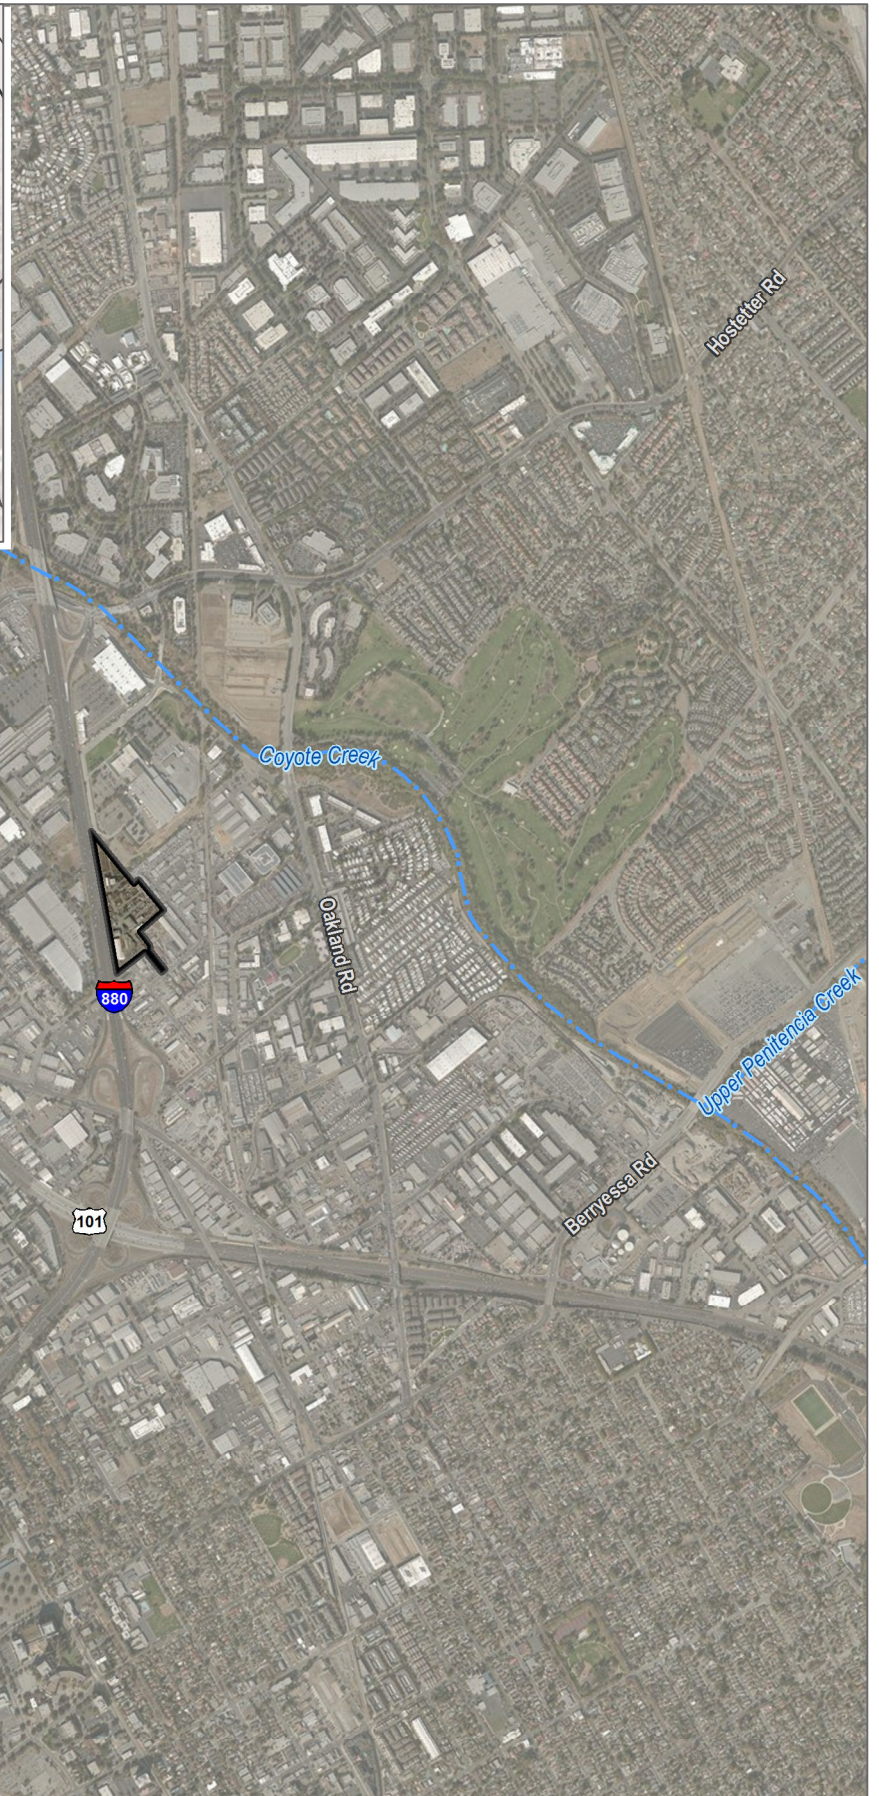 Hostetter Rd
Coyote Creek
Oakland Rd
880
Upper Penitencia Creek
Berryessa Rd
101